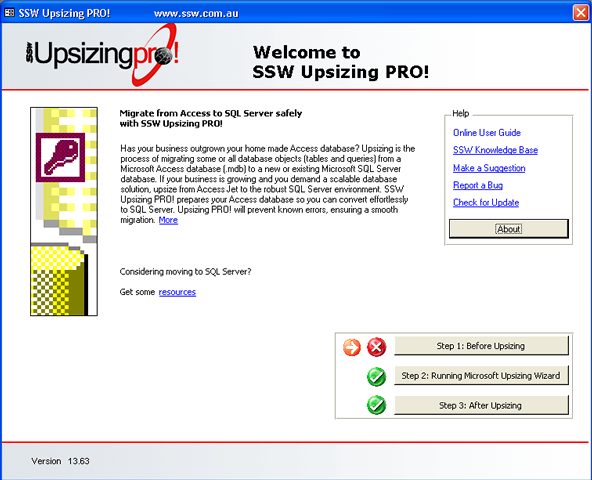 SSW Upsizing PRO! www.ssw.com.au
SSW Upsizingpro!
Welcome to
SSW Upsizing PRO!
Migrate from Access to SQL Server safely
with SSW Upsizing PRO!
Has your business outgrown your home made Access database? Upsizing is the
process of migrating some or all database objects (tables and queries) from a
Microsoft Access database (.mdb) to a new or existing Microsoft SQL Server
database. If your business is growing and you demand a scalable database
solution, upsize from Access Jet to the robust SQL Server environment. SSW
Upsizing PRO! prepares your Access database so you can convert effortlessly
to SQL Server. Upsizing PRO! will prevent known errors, ensuring a smooth
migration. More
Considering moving to SQL Server?
Get some resources
Help
Online User Guide
SSW Knowledge Base
Make a Suggestion
Report a Bug
Check for Update
About
Step 1: Before Upsizing
Step 2: Running Microsoft Upsizing Wizard
Step 3: After Upsizing
Version 13.63